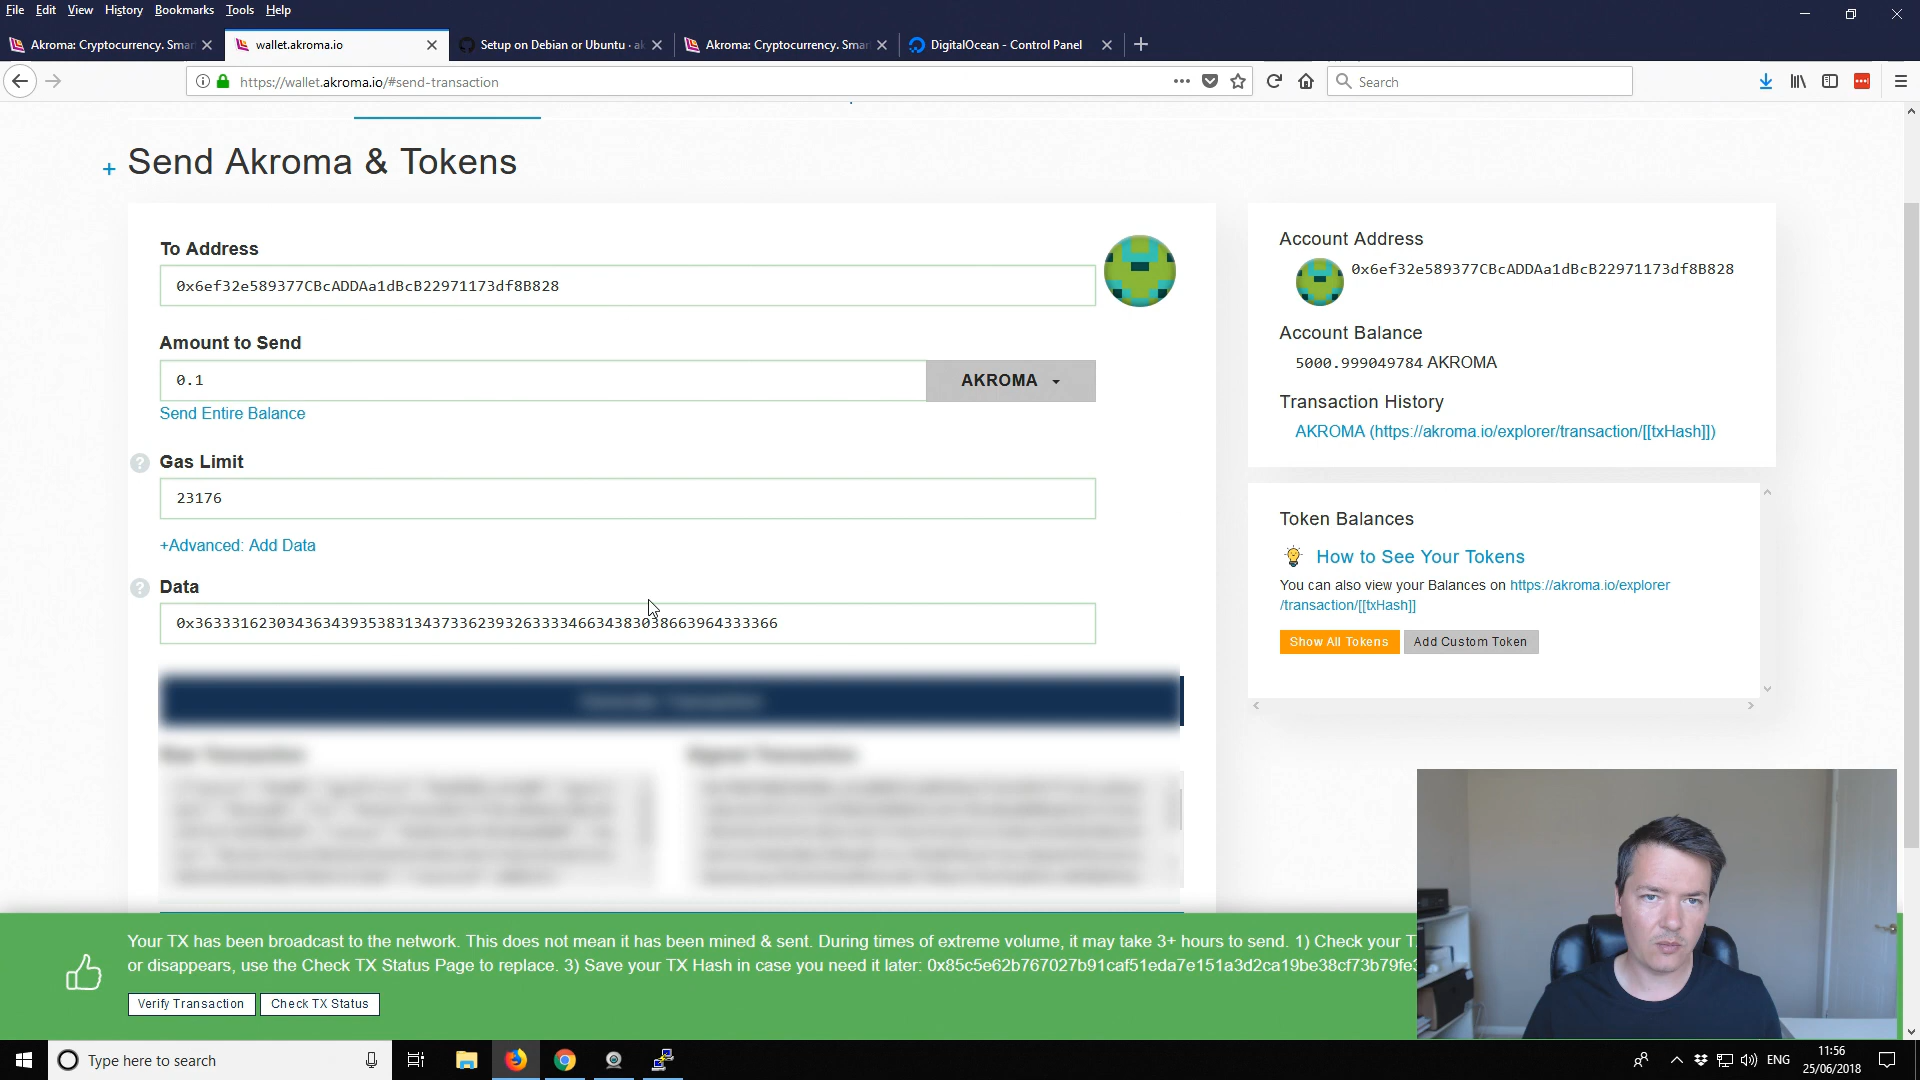 File Edit View History Bookmarks Tools Help
Akroma: Cryptocurrency. Smar
wallet.akroma.io
Setup on Debian or Ubuntu · ak
Akroma: Cryptocurrency. Smar
DigitalOcean - Control Panel
https://wallet.akroma.io/#send-transaction
Search
+ Send Akroma & Tokens
To Address
0x6ef32e589377CBcADDAa1dBcB22971173df8B828
Amount to Send
0.1
AKROMA
Send Entire Balance
Gas Limit
23176
+Advanced: Add Data
Data
0x3633316230343634393538313437336239326333346634383038663964333366
Account Address
0x6ef32e589377CBcADDAa1dBcB22971173df8B828
Account Balance
5000.999049784 AKROMA
Transaction History
AKROMA (https://akroma.io/explorer/transaction/[[txHash]])
Token Balances
How to See Your Tokens
You can also view your Balances on https://akroma.io/explorer
/transaction/[[txHash]]
Show All Tokens
Add Custom Token
Your TX has been broadcast to the network. This does not mean it has been mined & sent. During times of extreme volume, it may take 3+ hours to send. 1) Check your T
or disappears, use the Check TX Status Page to replace. 3) Save your TX Hash in case you need it later: 0x85c5e62b767027b91caf51eda7e151a3d2ca19be38cf73b79fe3
Verify Transaction
Check TX Status
Type here to search
ENG
11:56
25/06/2018